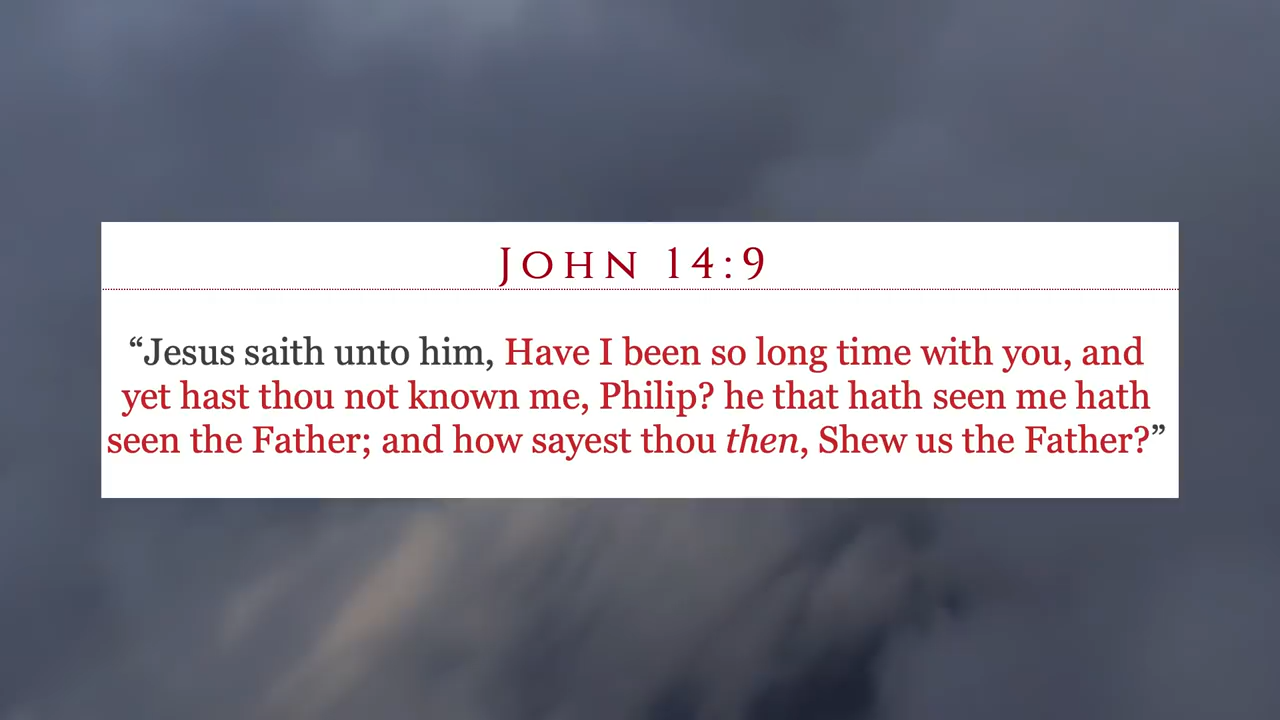 John 14:9
“Jesus saith unto him, Have I been so long time with you, and
yet hast thou not known me, Philip? he that hath seen me hath
seen the Father; and how sayest thou then, Shew us the Father?”